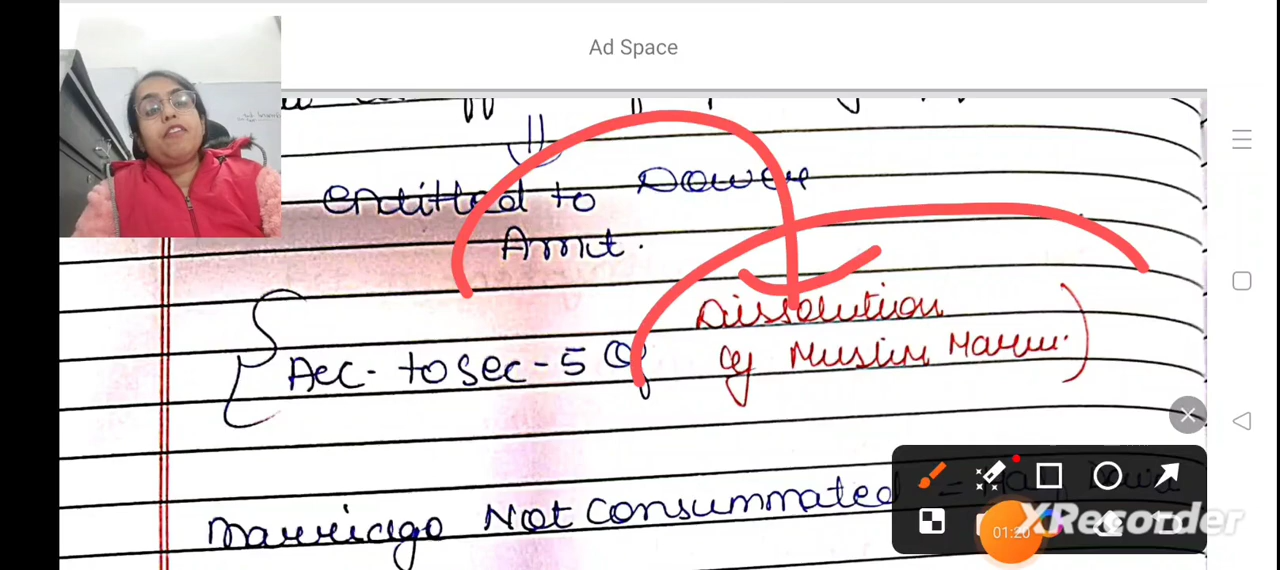 Ad Space
entitled to Dower
Amt.
Acc. to sec-5 of
Dissolution
of Muslim Marri.
Marriage Not consummated =
XRecorder
01:20